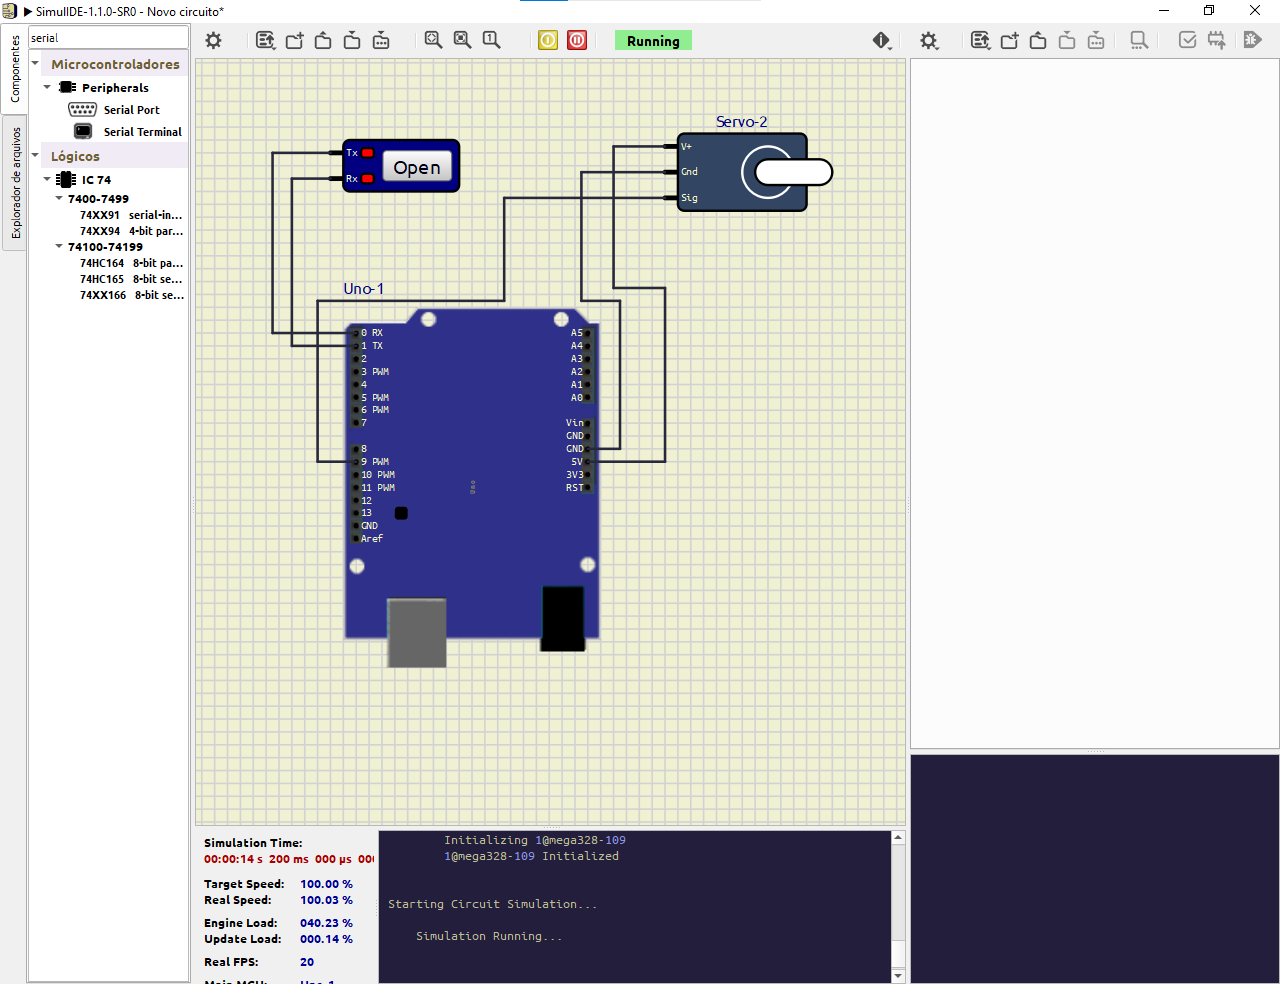 SimulIDE-1.1.0-SR0 - Novo circuito*
Componentes
Explorador de arquivos
serial
Microcontroladores
Peripherals
Serial Port
Serial Terminal
Lógicos
IC 74
7400-7499
74XX91 serial-in...
74XX94 4-bit par...
74100-74199
74HC164 8-bit pa...
74HC165 8-bit se...
74XX166 8-bit se...
1
Running
Tx
Rx
Open
Servo-2
V+
Gnd
Sig
Uno-1
0 RX
1 TX
2
3 PWM
4
5 PWM
6 PWM
7
8
9 PWM
10 PWM
11 PWM
12
13
GND
Aref
A5
A4
A3
A2
A1
A0
Vin
GND
GND
5V
3V3
RST
Uno
Simulation Time:
00:00:14 s 200 ms 000 µs 00
Target Speed: 100.00 %
Real Speed: 100.03 %
Engine Load: 040.23 %
Update Load: 000.14 %
Real FPS: 20
Main MCU: Uno-1
Initializing 1@mega328-109
1@mega328-109 Initialized
Starting Circuit Simulation...
Simulation Running...